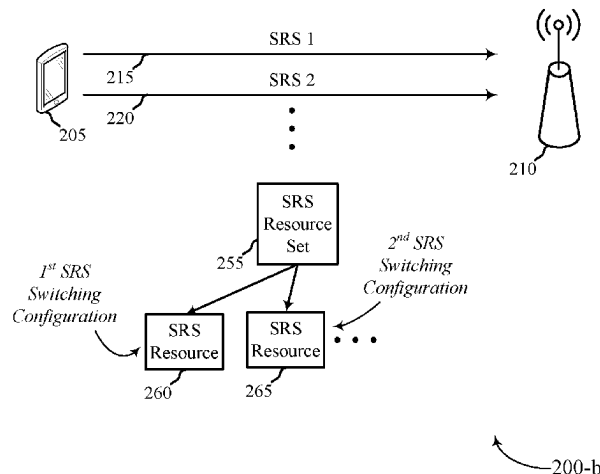 SRS 1
215
SRS 2
220
205
210
SRS
Resource
Set
255
1st SRS
Switching
Configuration
2nd SRS
Switching
Configuration
SRS
Resource
260
SRS
Resource
265
200-b